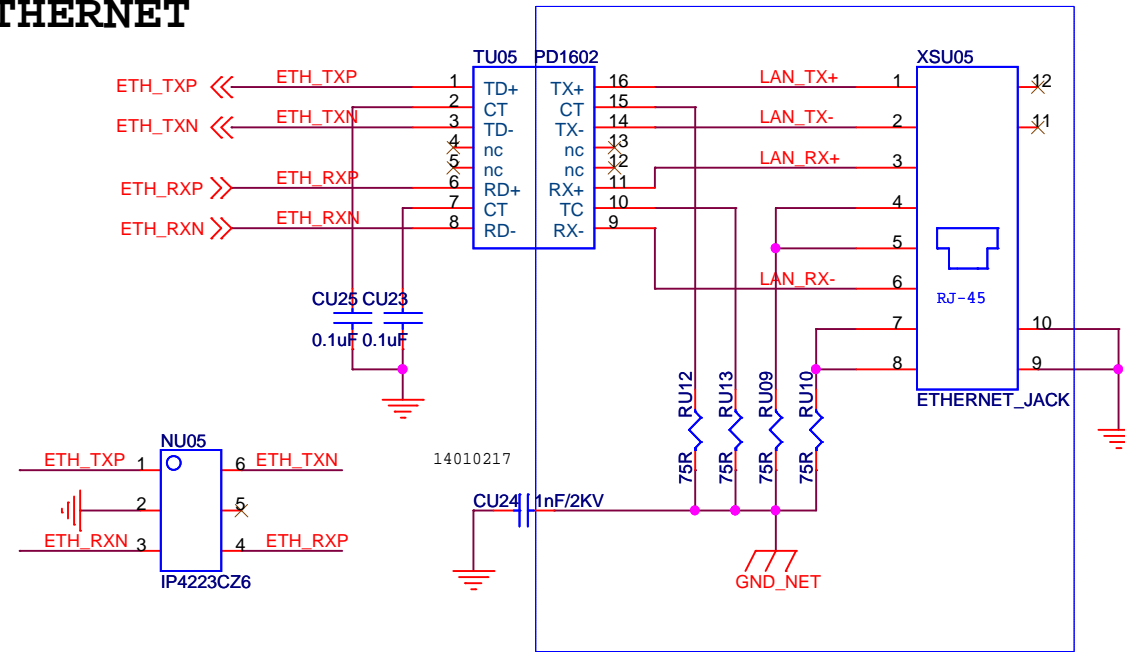 THERNET
TU05 PD1602 XSU05
ETH_TXP ETH_TXP 1 TD+ TX+ 16 LAN_TX+ 1 12
2 CT CT 15
ETH_TXN ETH_TXN 3 TD- TX- 14 LAN_TX- 2 11
4 nc nc 13
5 nc nc 12 LAN_RX+ 3
ETH_RXP ETH_RXP 6 RD+ RX+ 11
7 CT TC 10 4
ETH_RXN ETH_RXN 8 RD- RX- 9 5
LAN_RX- 6
CU25 CU23 RJ-45
0.1uF 0.1uF 7 10
8 9
RU12 RU13 RU09 RU10
ETHERNET_JACK
75R 75R 75R 75R
NU05
ETH_TXP 1 6 ETH_TXN 14010217
2 5
CU24 1nF/2KV
ETH_RXN 3 4 ETH_RXP
IP4223CZ6 GND_NET